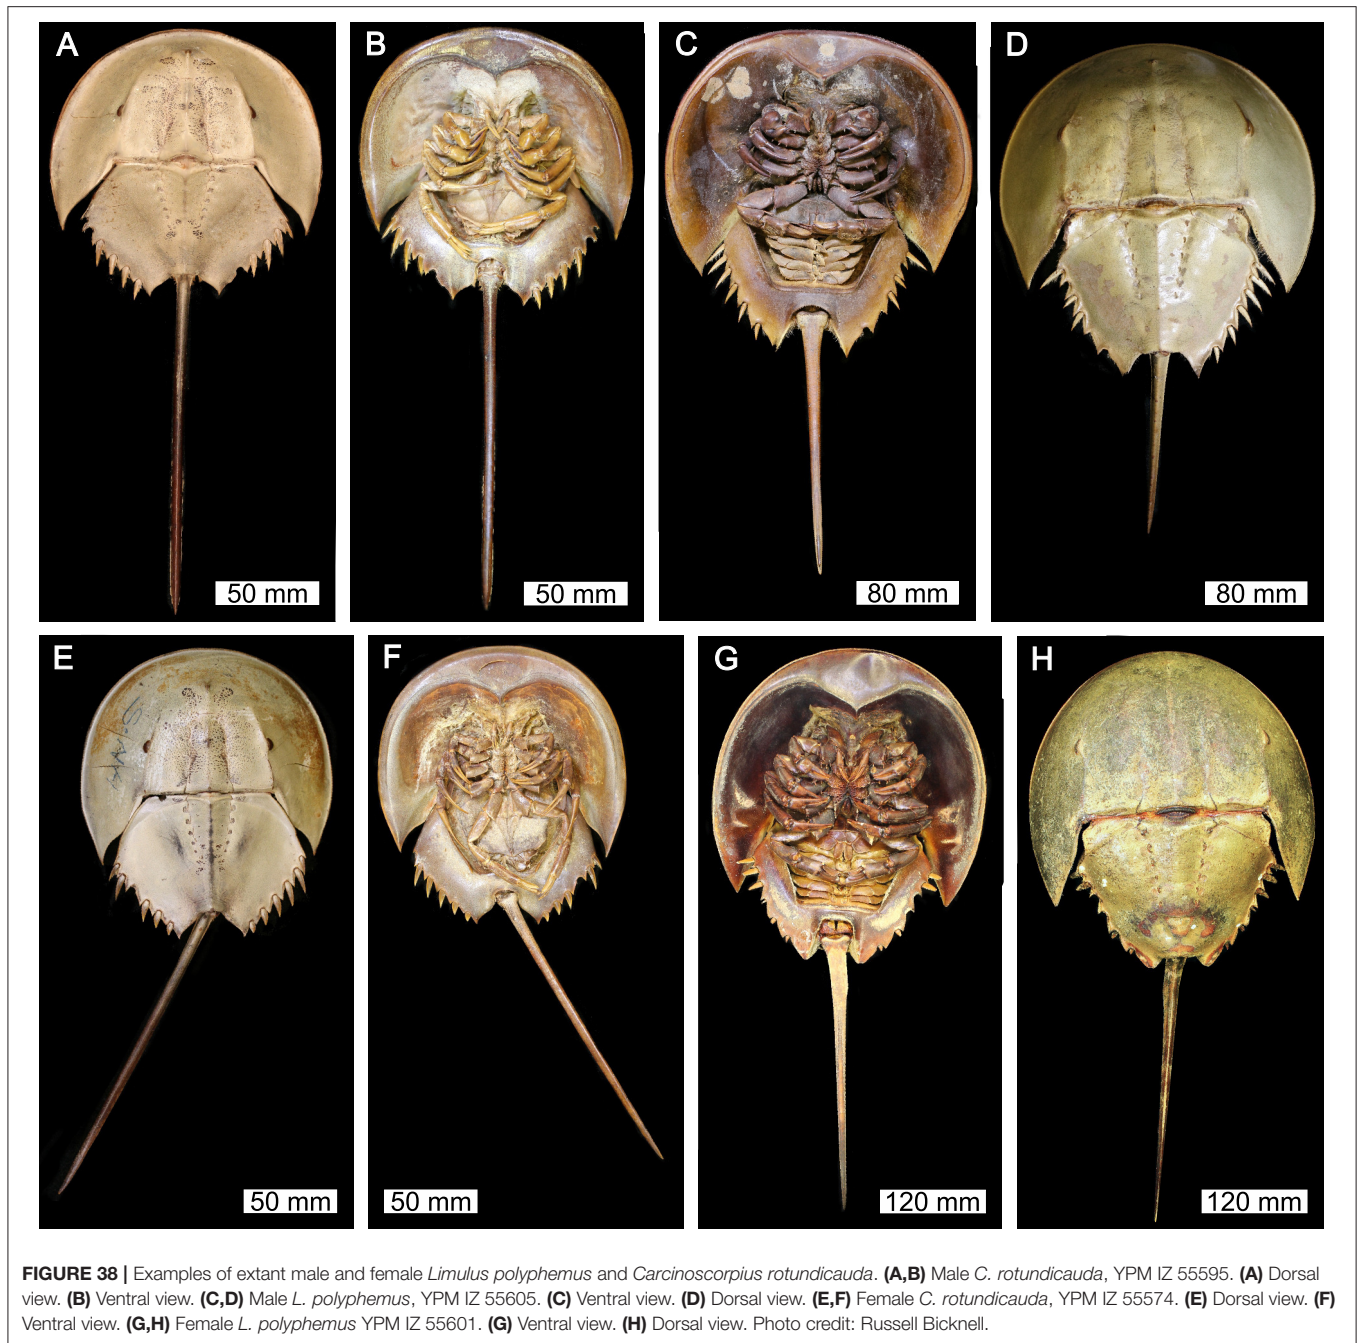 A
B
C
D
50 mm
50 mm
80 mm
80 mm
E
F
G
H
50 mm
50 mm
120 mm
120 mm
FIGURE 38 | Examples of extant male and female Limulus polyphemus and Carcinoscorpius rotundicauda. (A,B) Male C. rotundicauda, YPM IZ 55595. (A) Dorsal
view. (B) Ventral view. (C,D) Male L. polyphemus, YPM IZ 55605. (C) Ventral view. (D) Dorsal view. (E,F) Female C. rotundicauda, YPM IZ 55574. (E) Dorsal view. (F)
Ventral view. (G,H) Female L. polyphemus YPM IZ 55601. (G) Ventral view. (H) Dorsal view. Photo credit: Russell Bicknell.